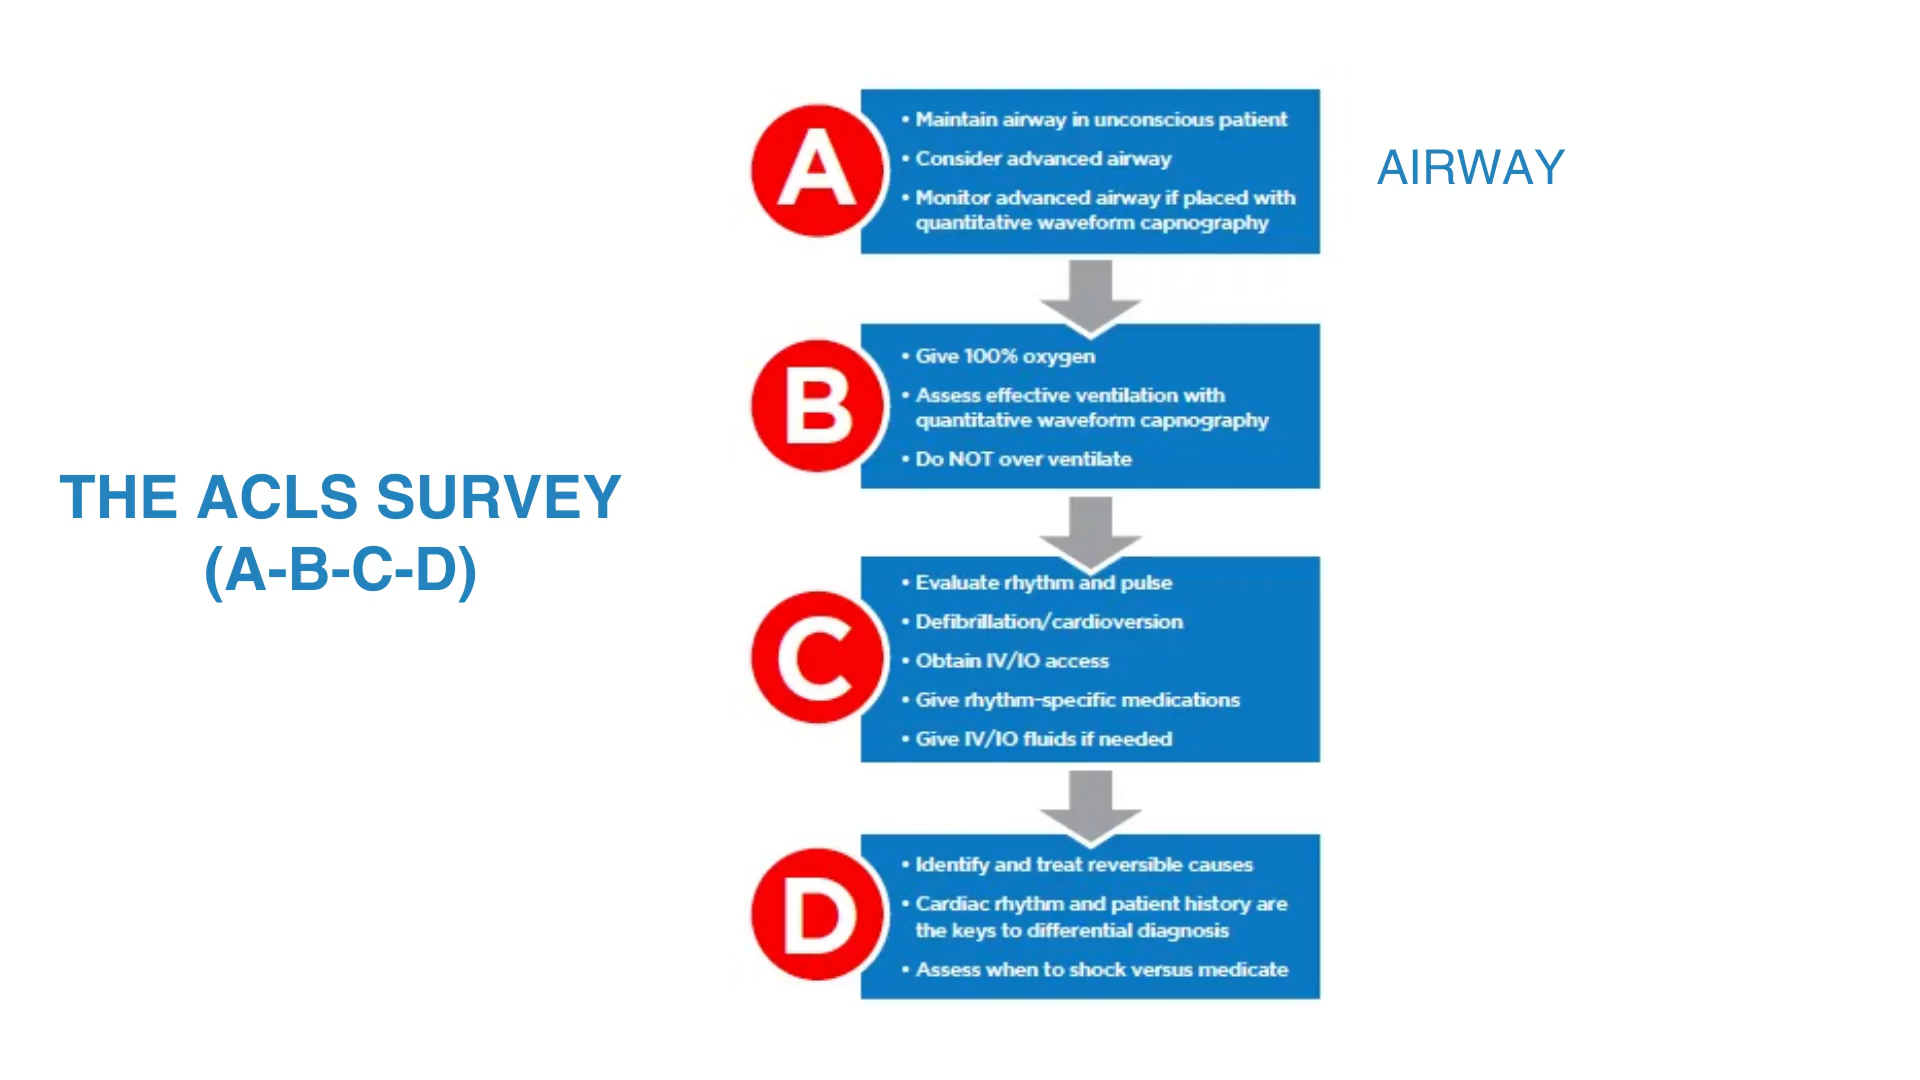 THE ACLS SURVEY
(A-B-C-D)
A
• Maintain airway in unconscious patient
• Consider advanced airway
• Monitor advanced airway if placed with
quantitative waveform capnography
AIRWAY
B
• Give 100% oxygen
• Assess effective ventilation with
quantitative waveform capnography
• Do NOT over ventilate
C
• Evaluate rhythm and pulse
• Defibrillation/cardioversion
• Obtain IV/IO access
• Give rhythm-specific medications
• Give IV/IO fluids if needed
D
• Identify and treat reversible causes
• Cardiac rhythm and patient history are
the keys to differential diagnosis
• Assess when to shock versus medicate